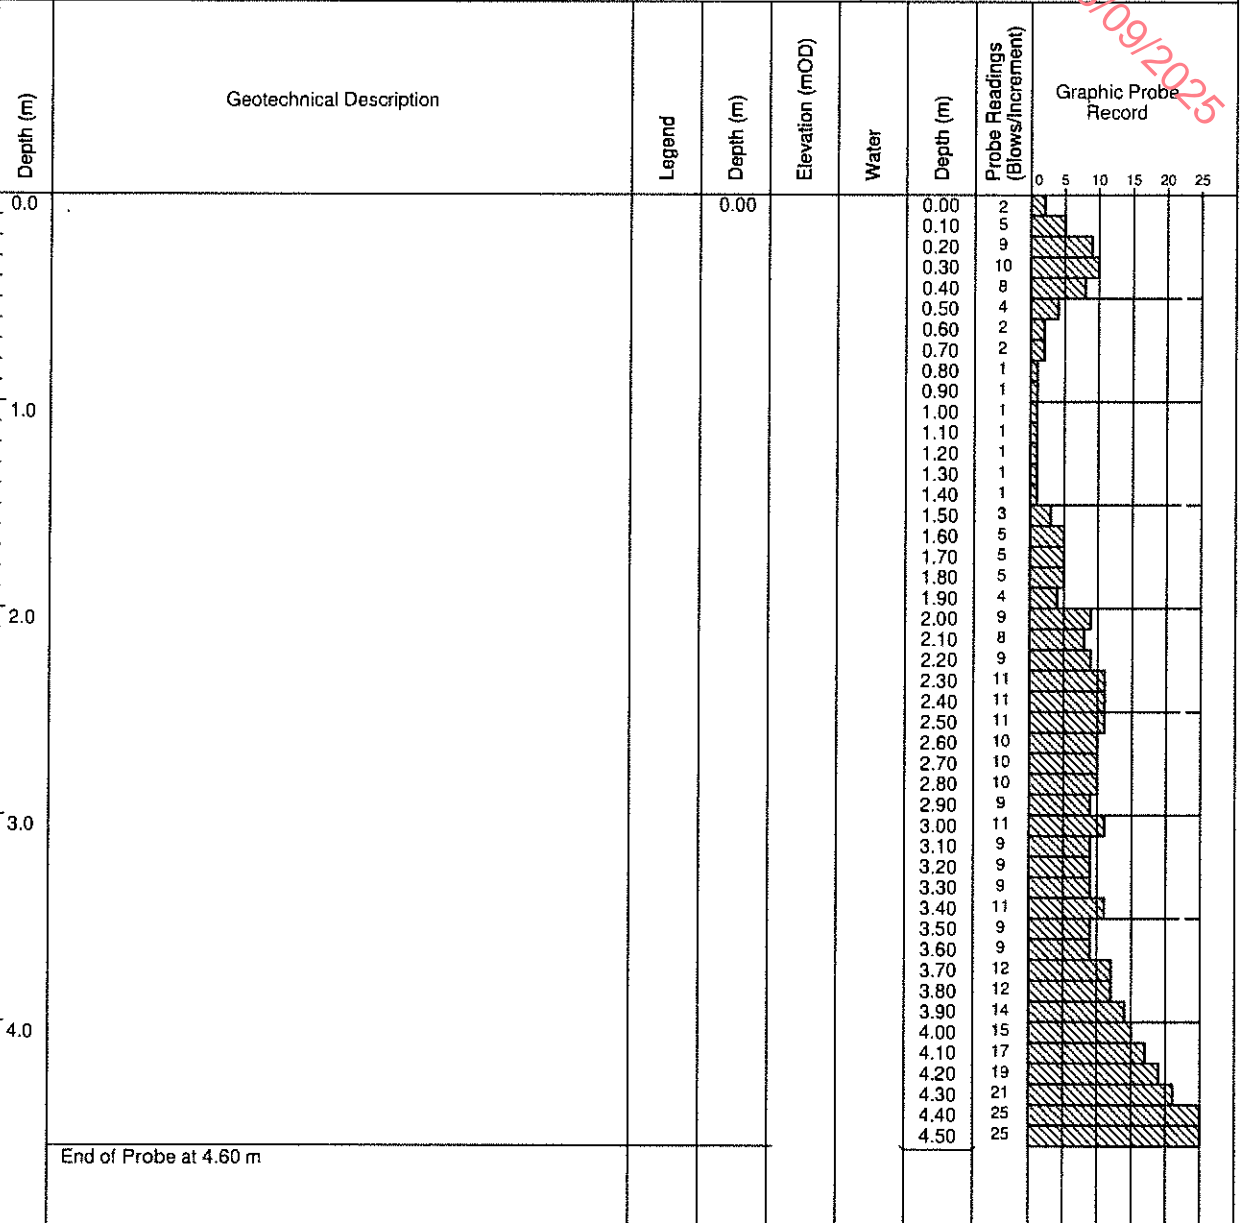 /09/2025
Depth (m)
Geotechnical Description
Legend
Depth (m)
Elevation (mOD)
Water
Depth (m)
Probe Readings
(Blows/Increment)
Graphic Probe
Record
0 5 10 15 20 25
0.0 0.00 0.00 2
0.10 5
0.20 9
0.30 10
0.40 8
0.50 4
0.60 2
0.70 2
0.80 1
0.90 1
1.0 1.00 1
1.10 1
1.20 1
1.30 1
1.40 1
1.50 3
1.60 5
1.70 5
1.80 5
1.90 4
2.0 2.00 9
2.10 8
2.20 9
2.30 11
2.40 11
2.50 11
2.60 10
2.70 10
2.80 10
2.90 9
3.0 3.00 11
3.10 9
3.20 9
3.30 9
3.40 11
3.50 9
3.60 9
3.70 12
3.80 12
3.90 14
4.0 4.00 15
4.10 17
4.20 19
4.30 21
4.40 25
4.50 25
End of Probe at 4.60 m